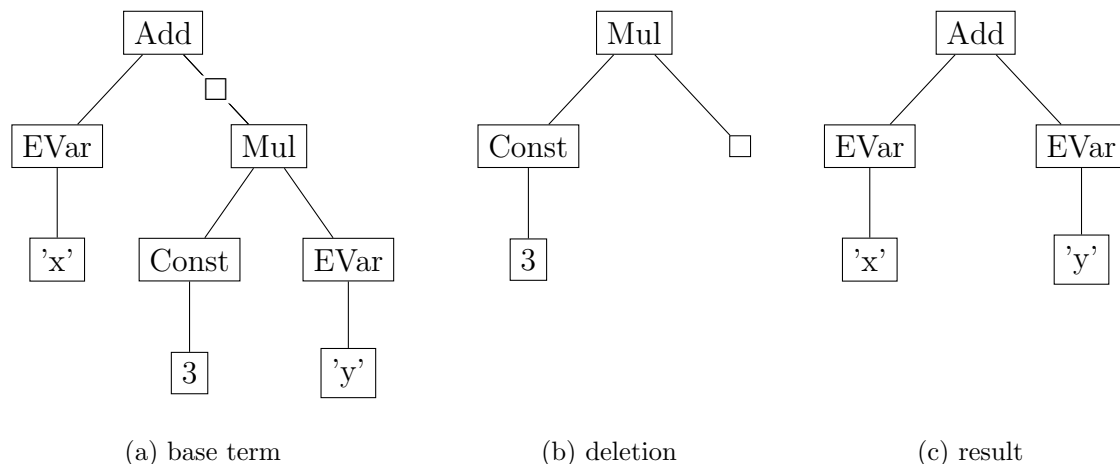 Add Mul Add
EVar Mul Const EVar EVar
'x' Const EVar 3 'x' 'y'
3 'y'
(a) base term (b) deletion (c) result